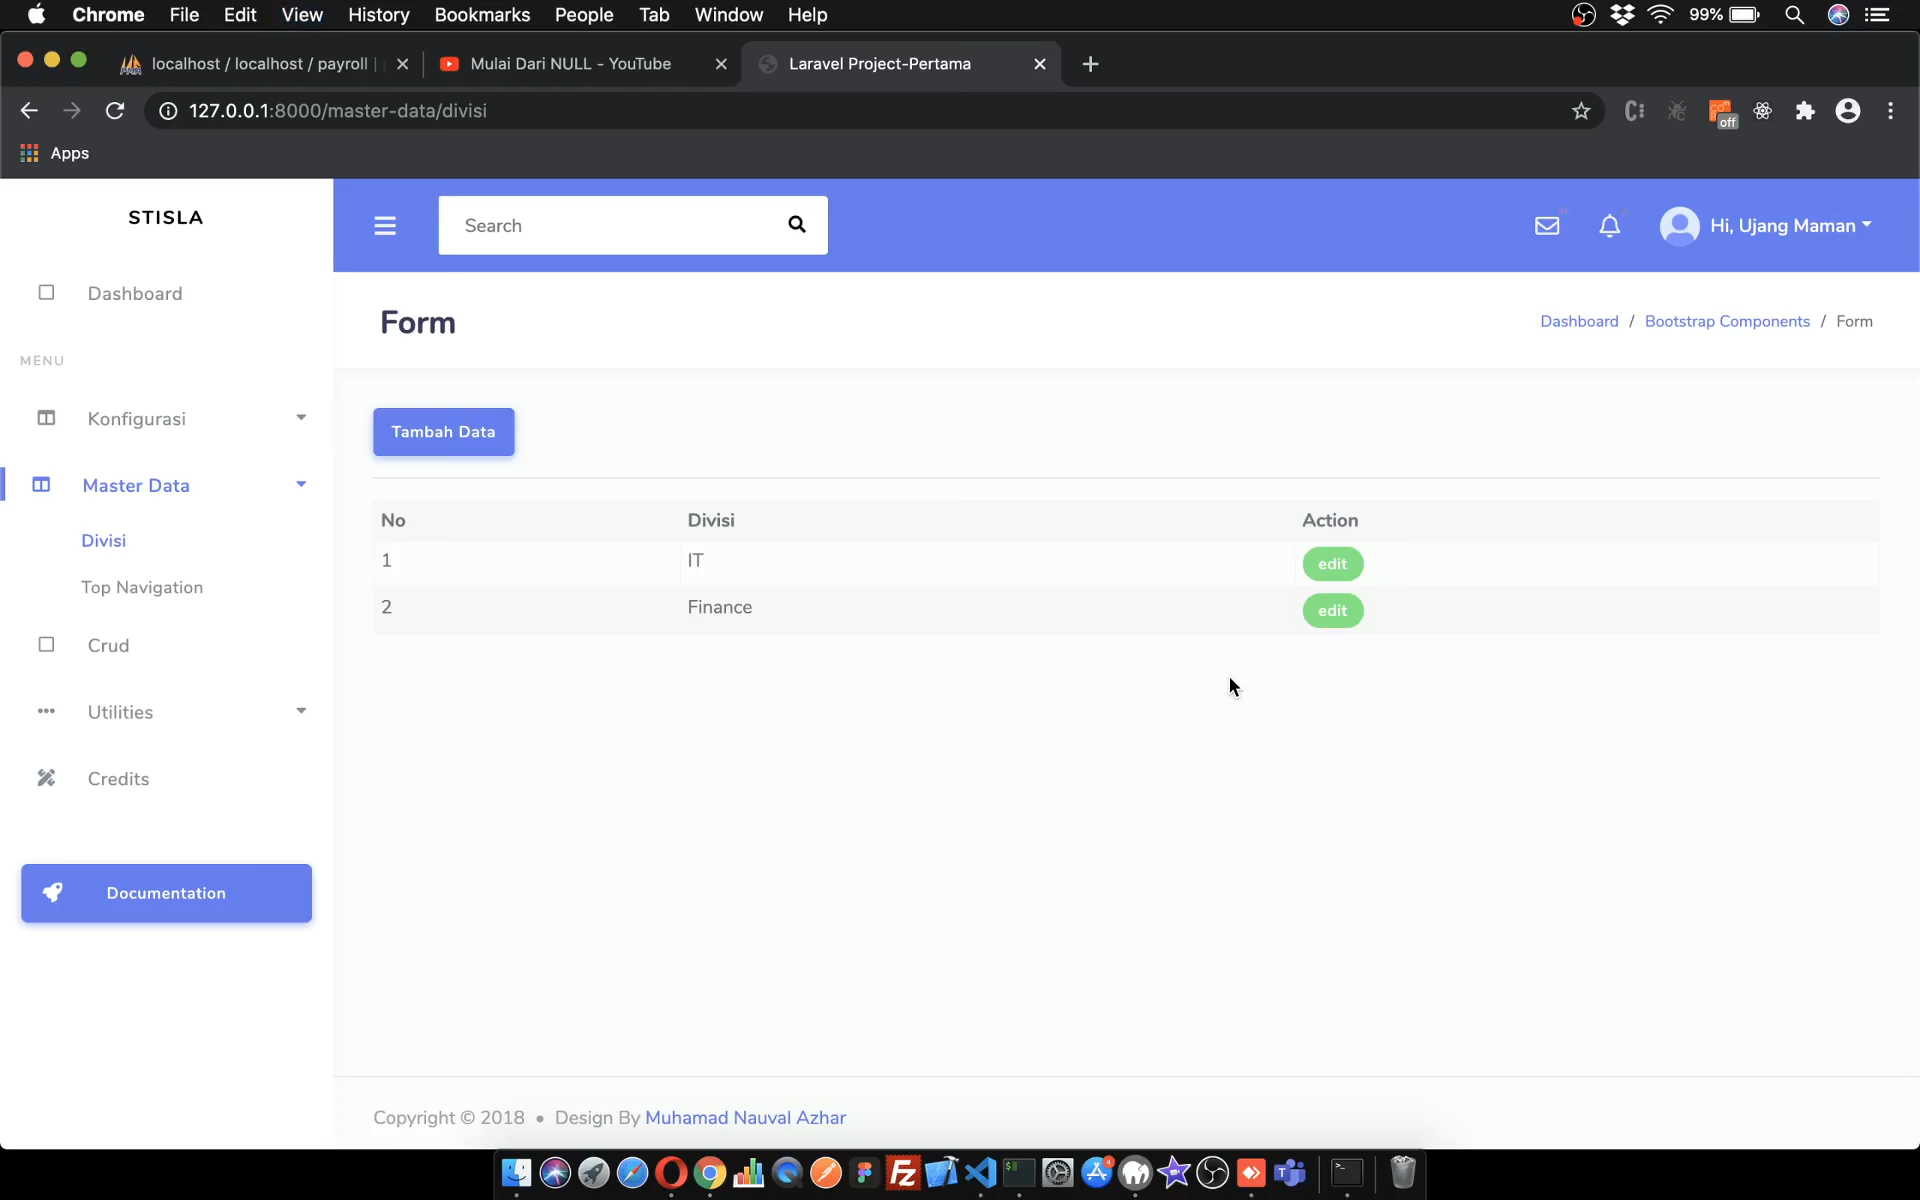 Chrome File Edit View History Bookmarks People Tab Window Help 99%
localhost / localhost / payroll | Mulai Dari NULL - YouTube Laravel Project-Pertama
127.0.0.1:8000/master-data/divisi off
Apps
STISLA
Search
Hi, Ujang Maman
Dashboard
Form
Dashboard / Bootstrap Components / Form
MENU
Konfigurasi
Tambah Data
Master Data
No Divisi Action
Divisi
1 IT edit
Top Navigation
2 Finance edit
Crud
Utilities
Credits
Documentation
Copyright © 2018 • Design By Muhamad Nauval Azhar